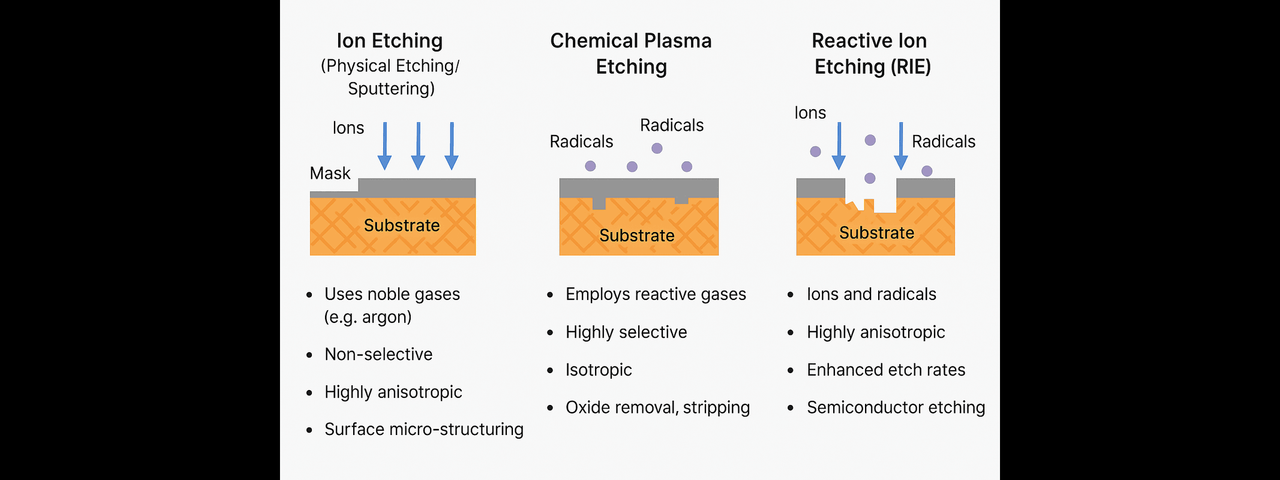 Ion Etching
(Physical Etching/
Sputtering)
Ions
Mask
Substrate
• Uses noble gases
(e.g. argon)
• Non-selective
• Highly anisotropic
• Surface micro-structuring
Chemical Plasma
Etching
Radicals
Radicals
Substrate
• Employs reactive gases
• Highly selective
• Isotropic
• Oxide removal, stripping
Reactive Ion
Etching (RIE)
Ions
Radicals
Substrate
• Ions and radicals
• Highly anisotropic
• Enhanced etch rates
• Semiconductor etching